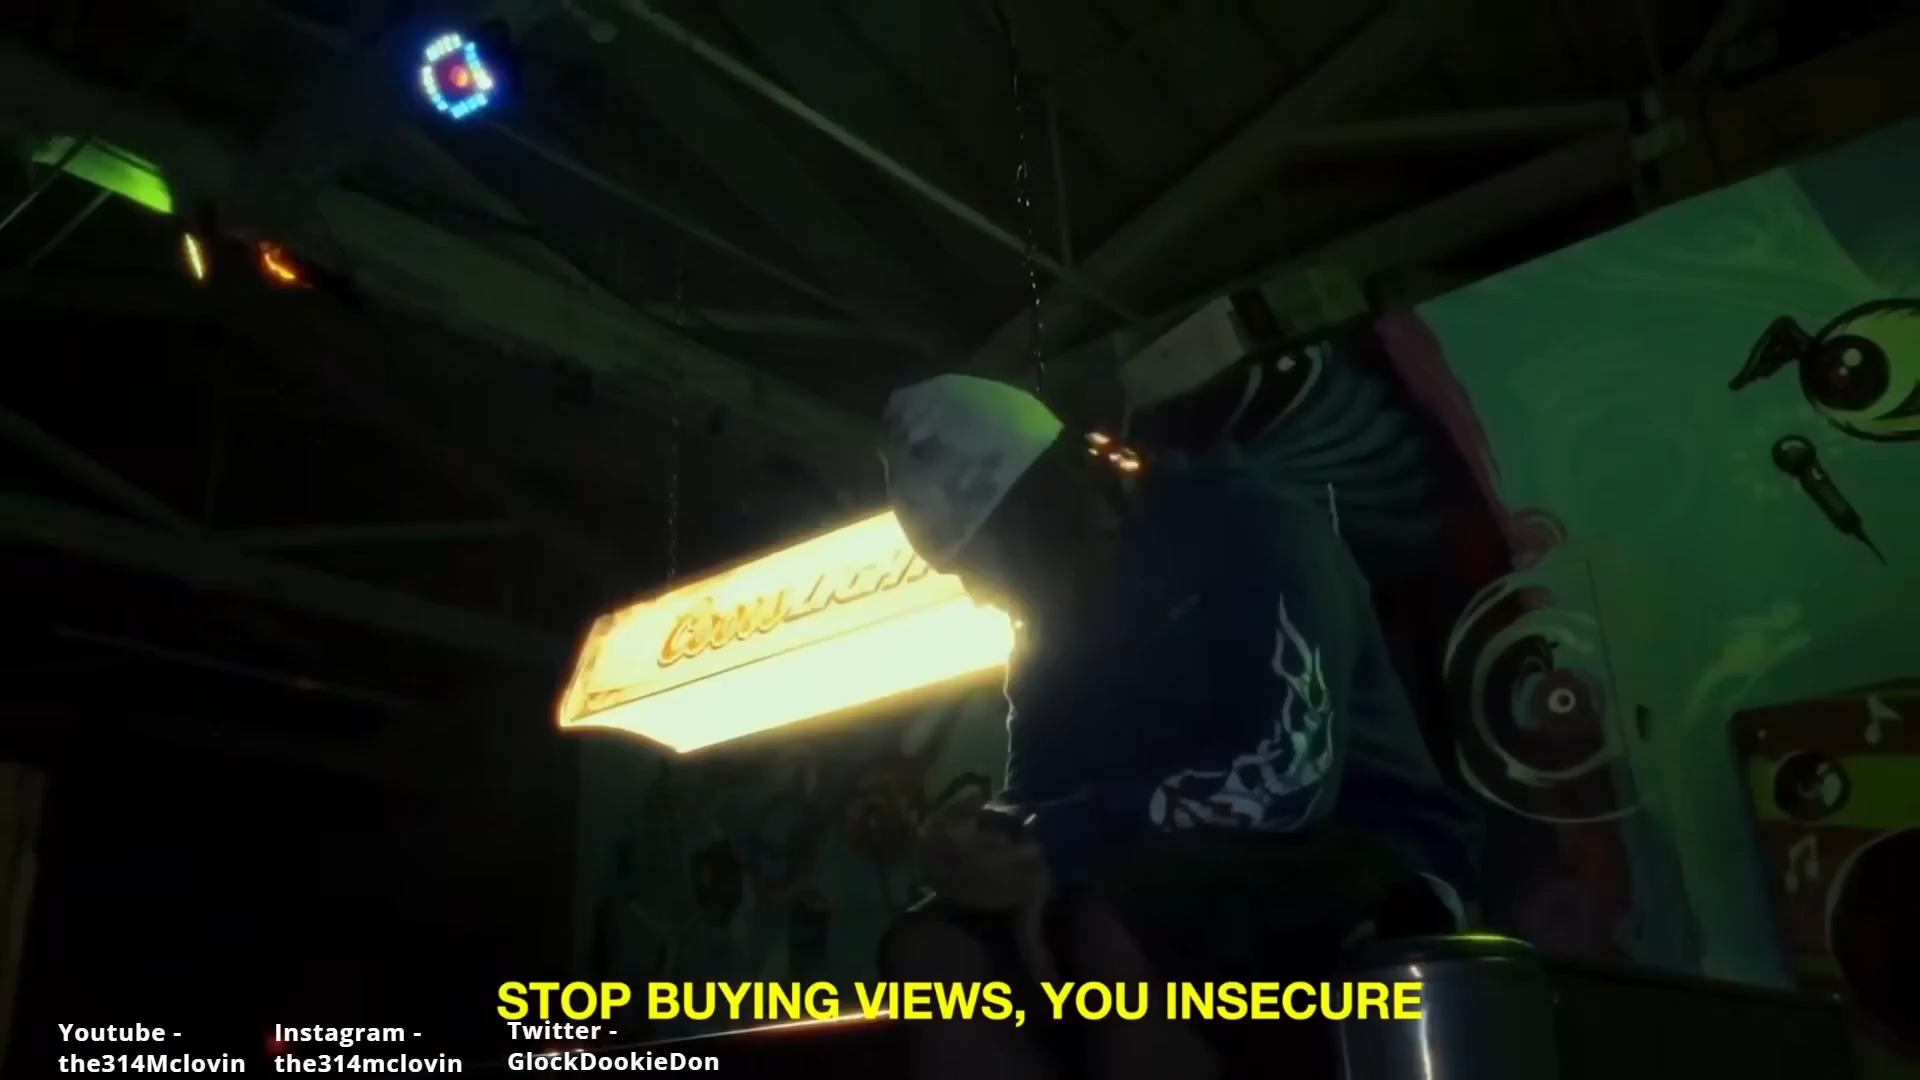 STOP BUYING VIEWS, YOU INSECURE
Youtube -
the314Mclovin
Instagram -
the314mclovin
Twitter -
GlockDookieDon